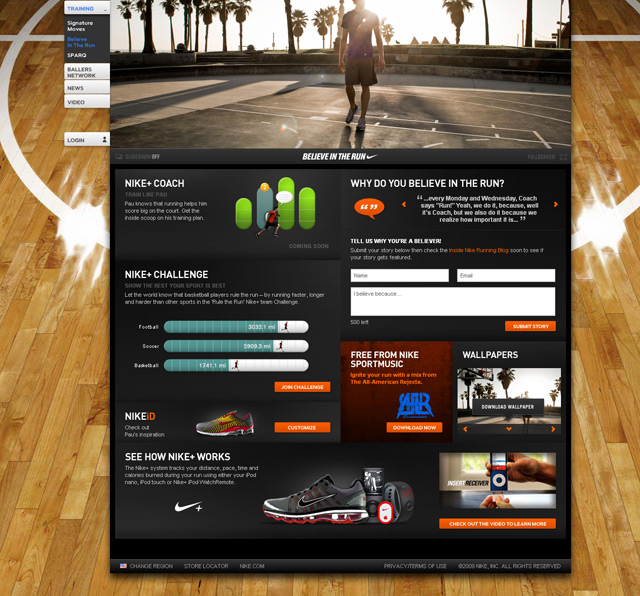 TRAINING
Signature
Moves
Believe
In The Run
SPARQ
BALLERS
NETWORK
NEWS
VIDEO
LOGIN
SLIDESHOW OFF
BELIEVE IN THE RUN
FULLSCREEN
NIKE+ COACH
TRAIN LIKE PAU
Pau knows that running helps him
score big on the court. Get the
inside scoop on his training plan.
COMING SOON
WHY DO YOU BELIEVE IN THE RUN?
“ ...every Monday and Wednesday, Coach
says "Run!" Yeah, we do it, because, well
it's Coach, but we also do it because we
realize how important it is... ”
TELL US WHY YOU'RE A BELIEVER!
Submit your story below then check the Inside Nike Running Blog soon to see if
your story gets featured.
Name
Email
I believe because...
500 left
SUBMIT STORY
NIKE+ CHALLENGE
SHOW THE REST YOUR SPORT IS BEST
Let the world know that basketball players rule the run – by running faster, longer
and harder than other sports in the 'Rule the Run' Nike+ team Challenge.
Football
3033.1 mi
Soccer
2909.3 mi
Basketball
1741.1 mi
JOIN CHALLENGE
FREE FROM NIKE
SPORTMUSIC
Ignite your run with a mix from
The All-American Rejects.
DOWNLOAD NOW
WALLPAPERS
DOWNLOAD WALLPAPER
NIKEiD
Check out
Pau's inspiration
CUSTOMIZE
SEE HOW NIKE+ WORKS
The Nike+ system tracks your distance, pace, time and
calories burned during your run using either your iPod
nano, iPod touch or Nike+ iPod WatchRemote.
INSERT RECEIVER
CHECK OUT THE VIDEO TO LEARN MORE
CHANGE REGION
STORE LOCATOR
NIKE.COM
PRIVACY/TERMS OF USE
©2009 NIKE, INC. ALL RIGHTS RESERVED